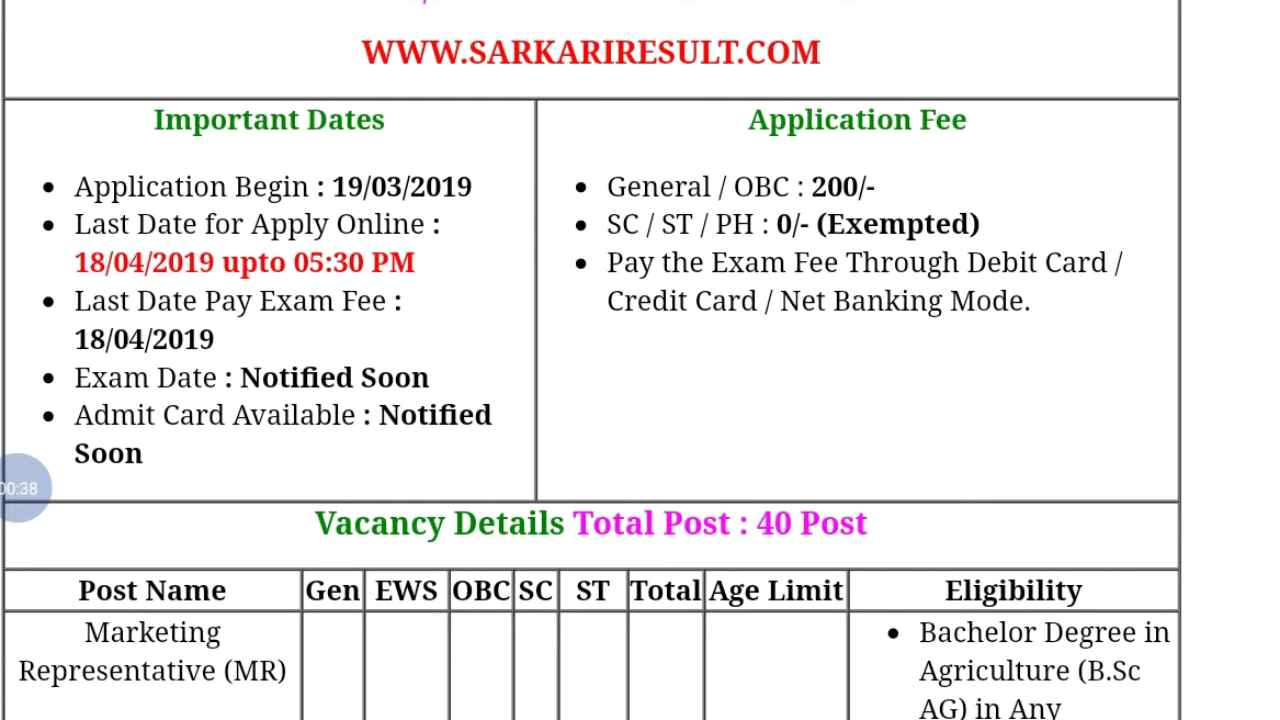 WWW.SARKARIRESULT.COM
Important Dates
Application Begin : 19/03/2019
Last Date for Apply Online :
18/04/2019 upto 05:30 PM
Last Date Pay Exam Fee :
18/04/2019
Exam Date : Notified Soon
Admit Card Available : Notified
Soon
Application Fee
General / OBC : 200/-
SC / ST / PH : 0/- (Exempted)
Pay the Exam Fee Through Debit Card /
Credit Card / Net Banking Mode.
00:38
Vacancy Details Total Post : 40 Post
Post Name Gen EWS OBC SC ST Total Age Limit Eligibility
Marketing
Representative (MR)
Bachelor Degree in
Agriculture (B.Sc
AG) in Any